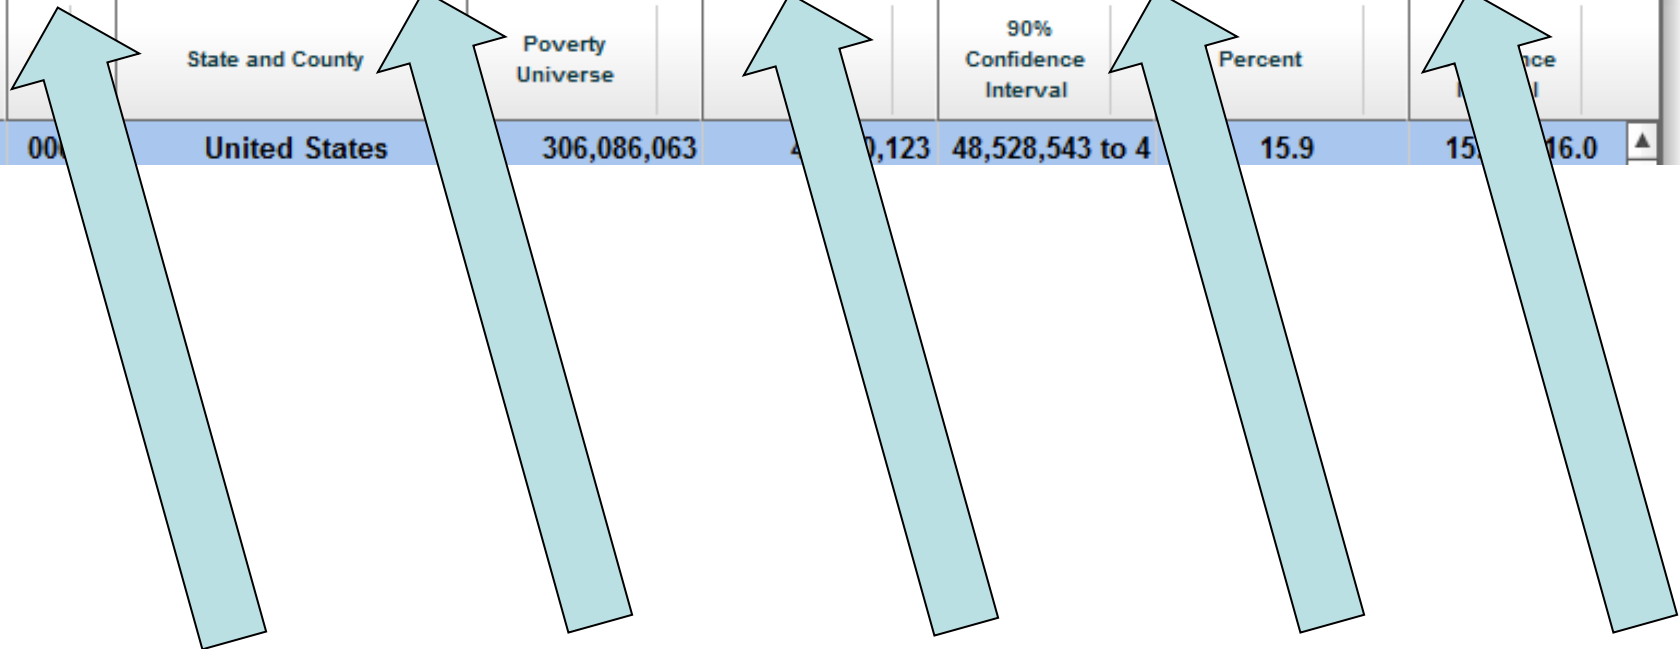 State and County
Poverty
Universe
90%
Confidence
Interval
Percent
United States
306,086,063
48,528,543 to 4
15.9
16.0